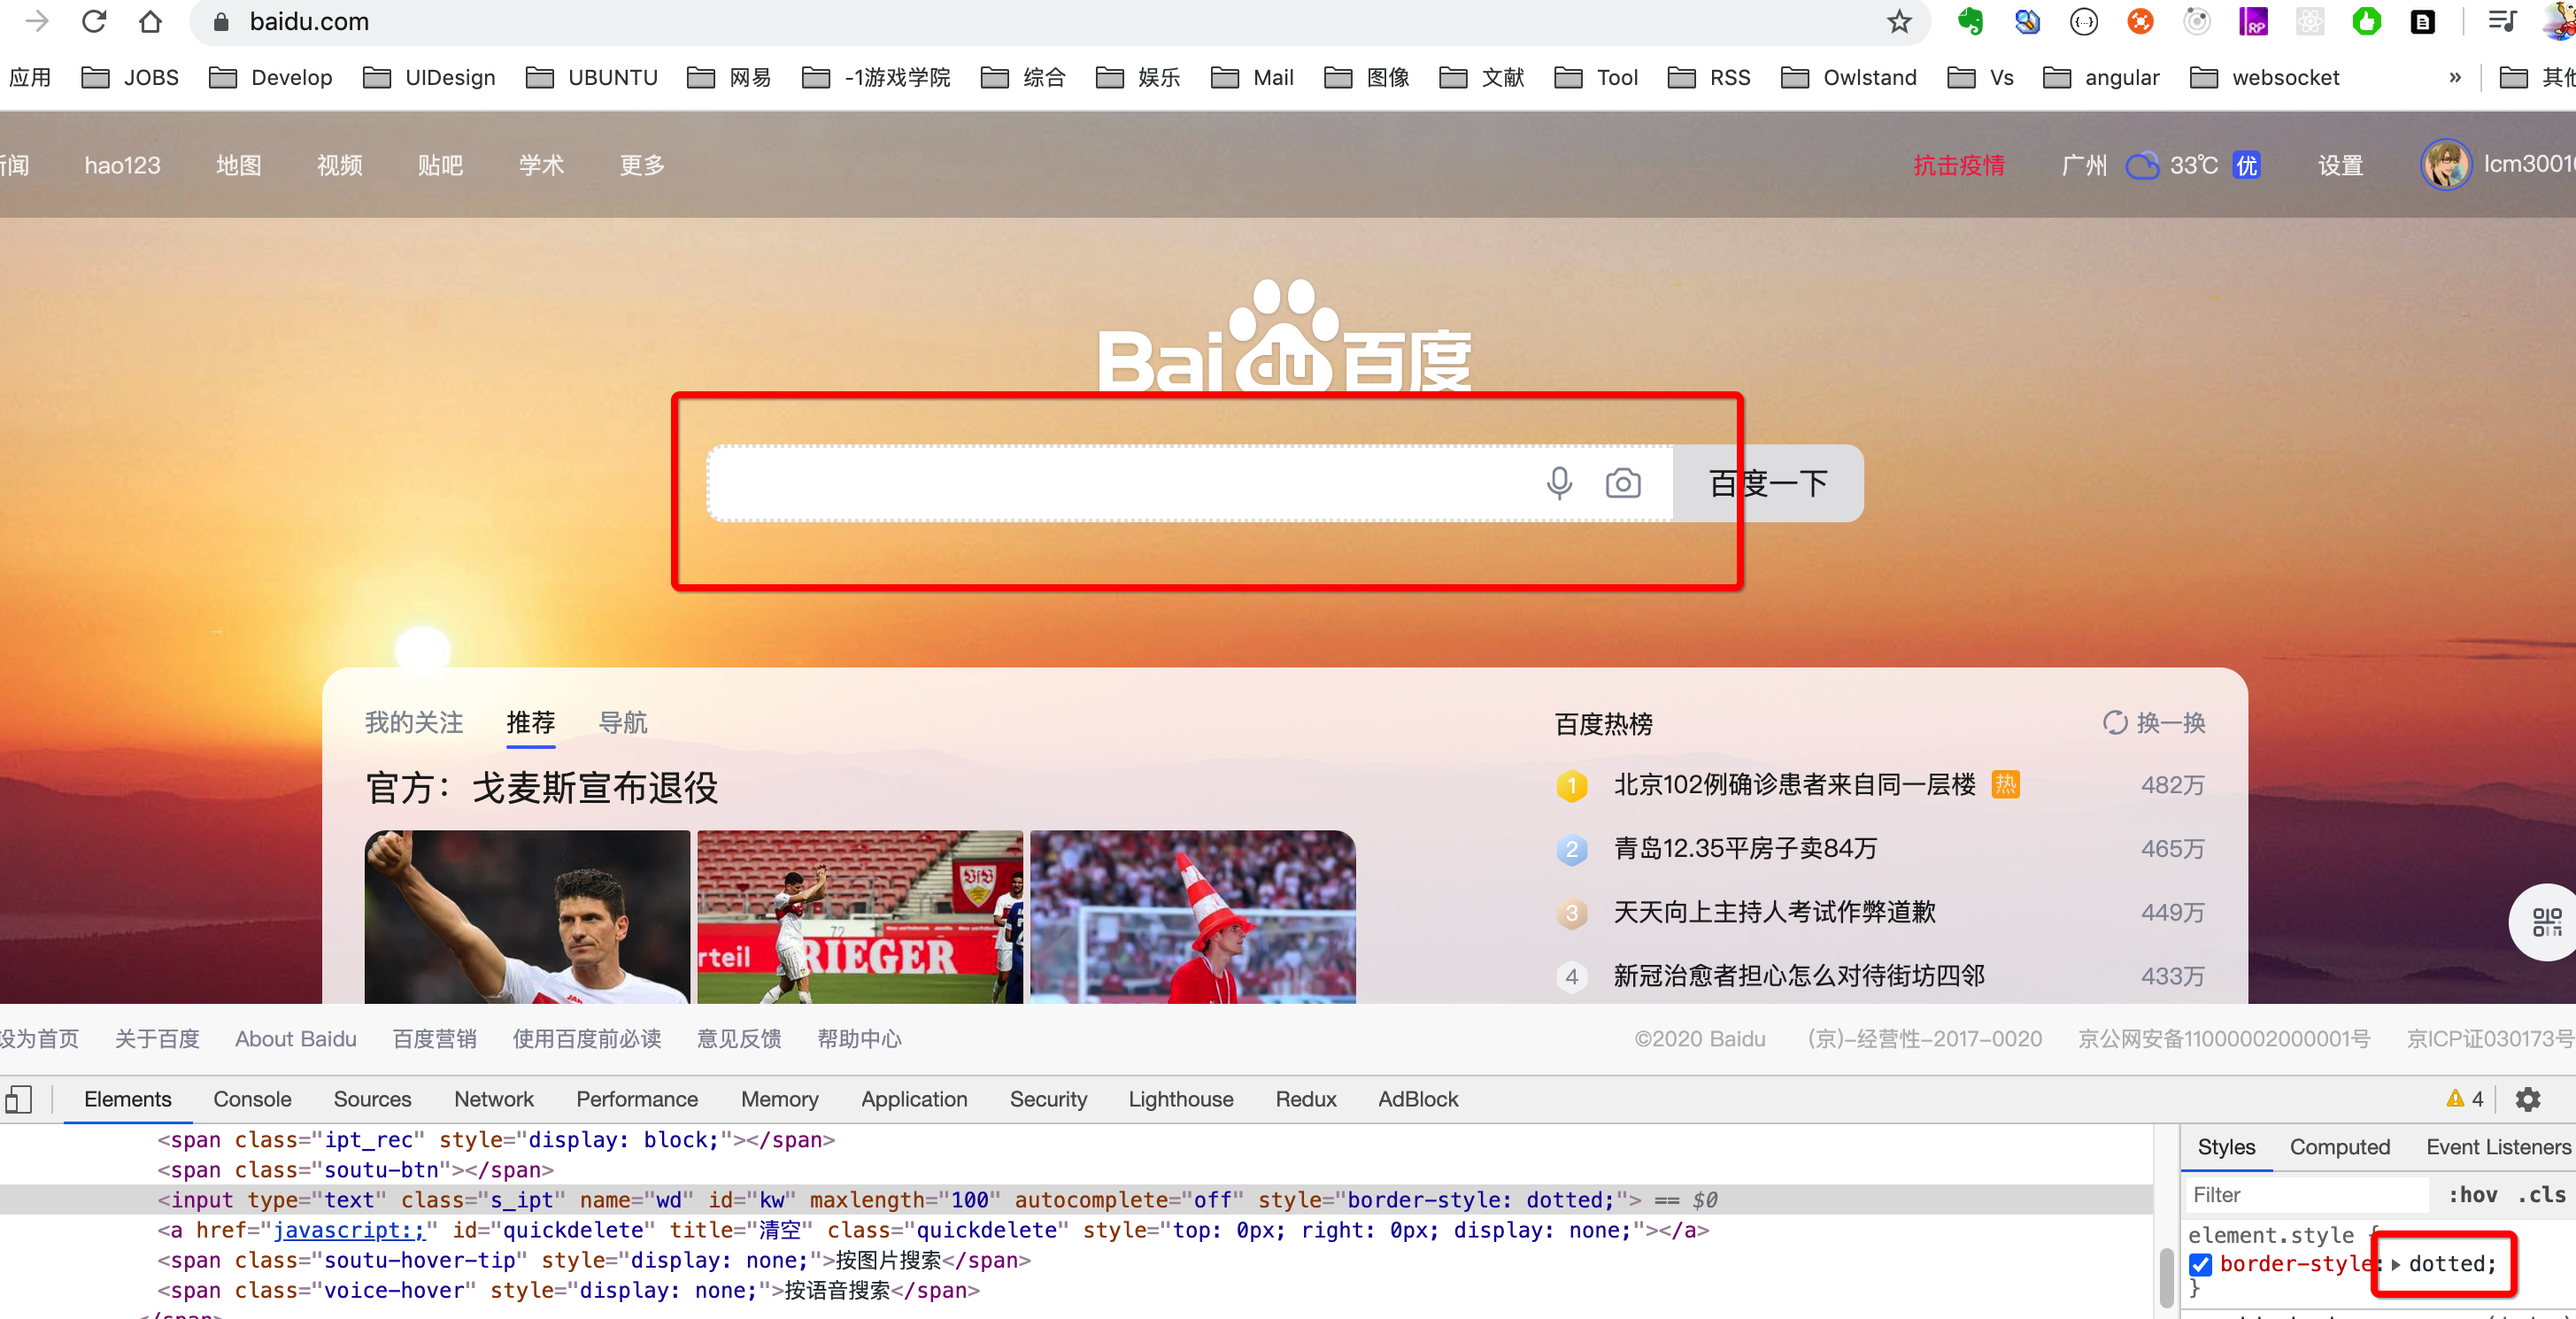 baidu.com
应用 JOBS Develop UIDesign UBUNTU 网易 -1游戏学院 综合 娱乐 Mail 图像 文献 Tool RSS Owlstand Vs angular websocket » 其他
闻 hao123 地图 视频 贴吧 学术 更多 抗击疫情 广州 33℃ 优 设置 lcm3001
Bai du 百度
百度一下
我的关注 推荐 导航 百度热榜 换一换
官方：戈麦斯宣布退役
1 北京102例确诊患者来自同一层楼 热 482万
2 青岛12.35平房子卖84万 465万
3 天天向上主持人考试作弊道歉 449万
4 新冠治愈者担心怎么对待街坊四邻 433万
rteil RIEGER
设为首页 关于百度 About Baidu 百度营销 使用百度前必读 意见反馈 帮助中心 ©2020 Baidu (京)-经营性-2017-0020 京公网安备11000002000001号 京ICP证030173号
Elements Console Sources Network Performance Memory Application Security Lighthouse Redux AdBlock 4
<span class="ipt_rec" style="display: block;"></span>
<span class="soutu-btn"></span>
<input type="text" class="s_ipt" name="wd" id="kw" maxlength="100" autocomplete="off" style="border-style: dotted;"> == $0
<a href="javascript:;" id="quickdelete" title="清空" class="quickdelete" style="top: 0px; right: 0px; display: none;"></a>
<span class="soutu-hover-tip" style="display: none;">按图片搜索</span>
<span class="voice-hover" style="display: none;">按语音搜索</span>
Styles Computed Event Listeners
Filter :hov .cls
element.style {
border-style: dotted;
}